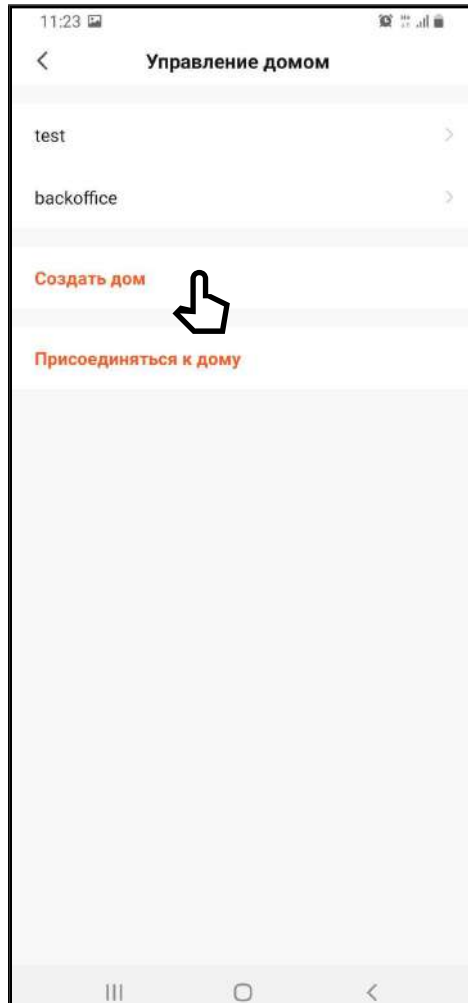 11:23
Управление домом
test
backoffice
Создать дом
Присоединяться к дому